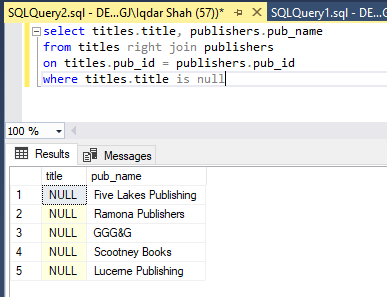 SQLQuery2.sql - DE...GJ\Iqdar Shah (57))*
SQLQuery1.sql - DE
select titles.title, publishers.pub_name
from titles right join publishers
on titles.pub_id = publishers.pub_id
where titles.title is null
100 %
Results Messages
title pub_name
1 NULL Five Lakes Publishing
2 NULL Ramona Publishers
3 NULL GGG&G
4 NULL Scootney Books
5 NULL Lucerne Publishing